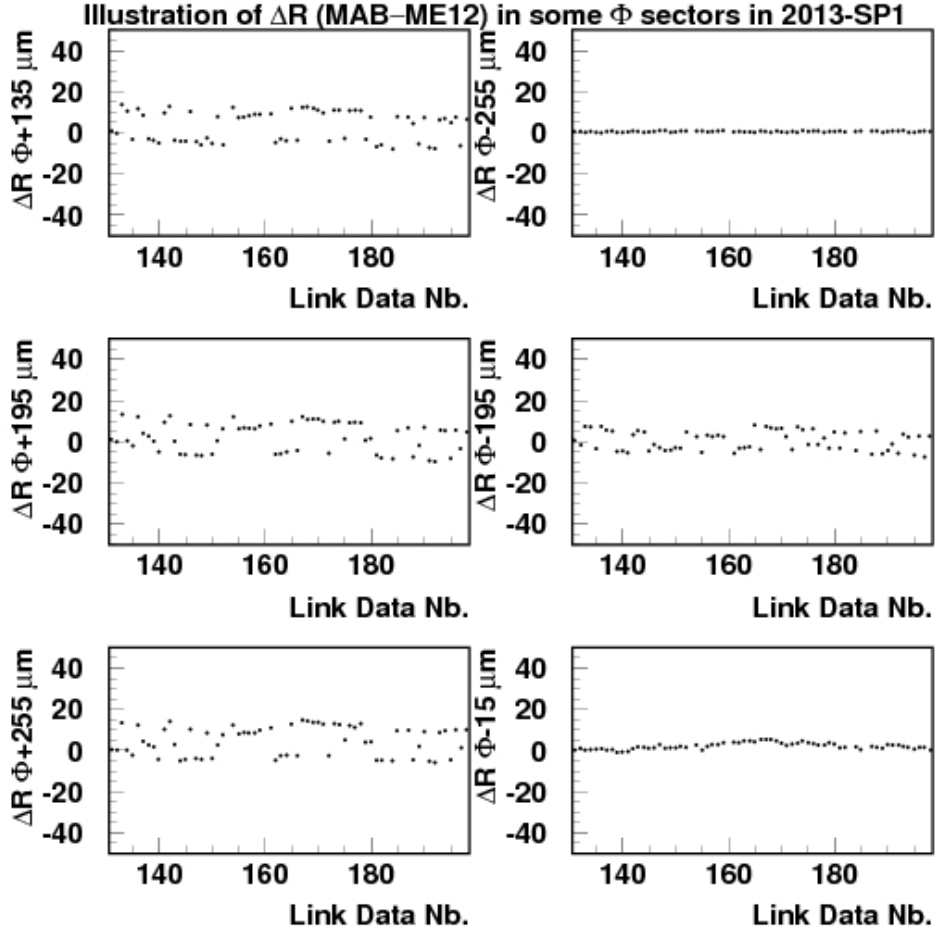 Illustration of ΔR (MAB–ME12) in some Φ sectors in 2013-SP1
ΔR Φ+135 μm
40
20
0
-20
-40
140 160 180
Link Data Nb.
ΔR Φ-255 μm
40
20
0
-20
-40
140 160 180
Link Data Nb.
ΔR Φ+195 μm
40
20
0
-20
-40
140 160 180
Link Data Nb.
ΔR Φ-195 μm
40
20
0
-20
-40
140 160 180
Link Data Nb.
ΔR Φ+255 μm
40
20
0
-20
-40
140 160 180
Link Data Nb.
ΔR Φ-15 μm
40
20
0
-20
-40
140 160 180
Link Data Nb.